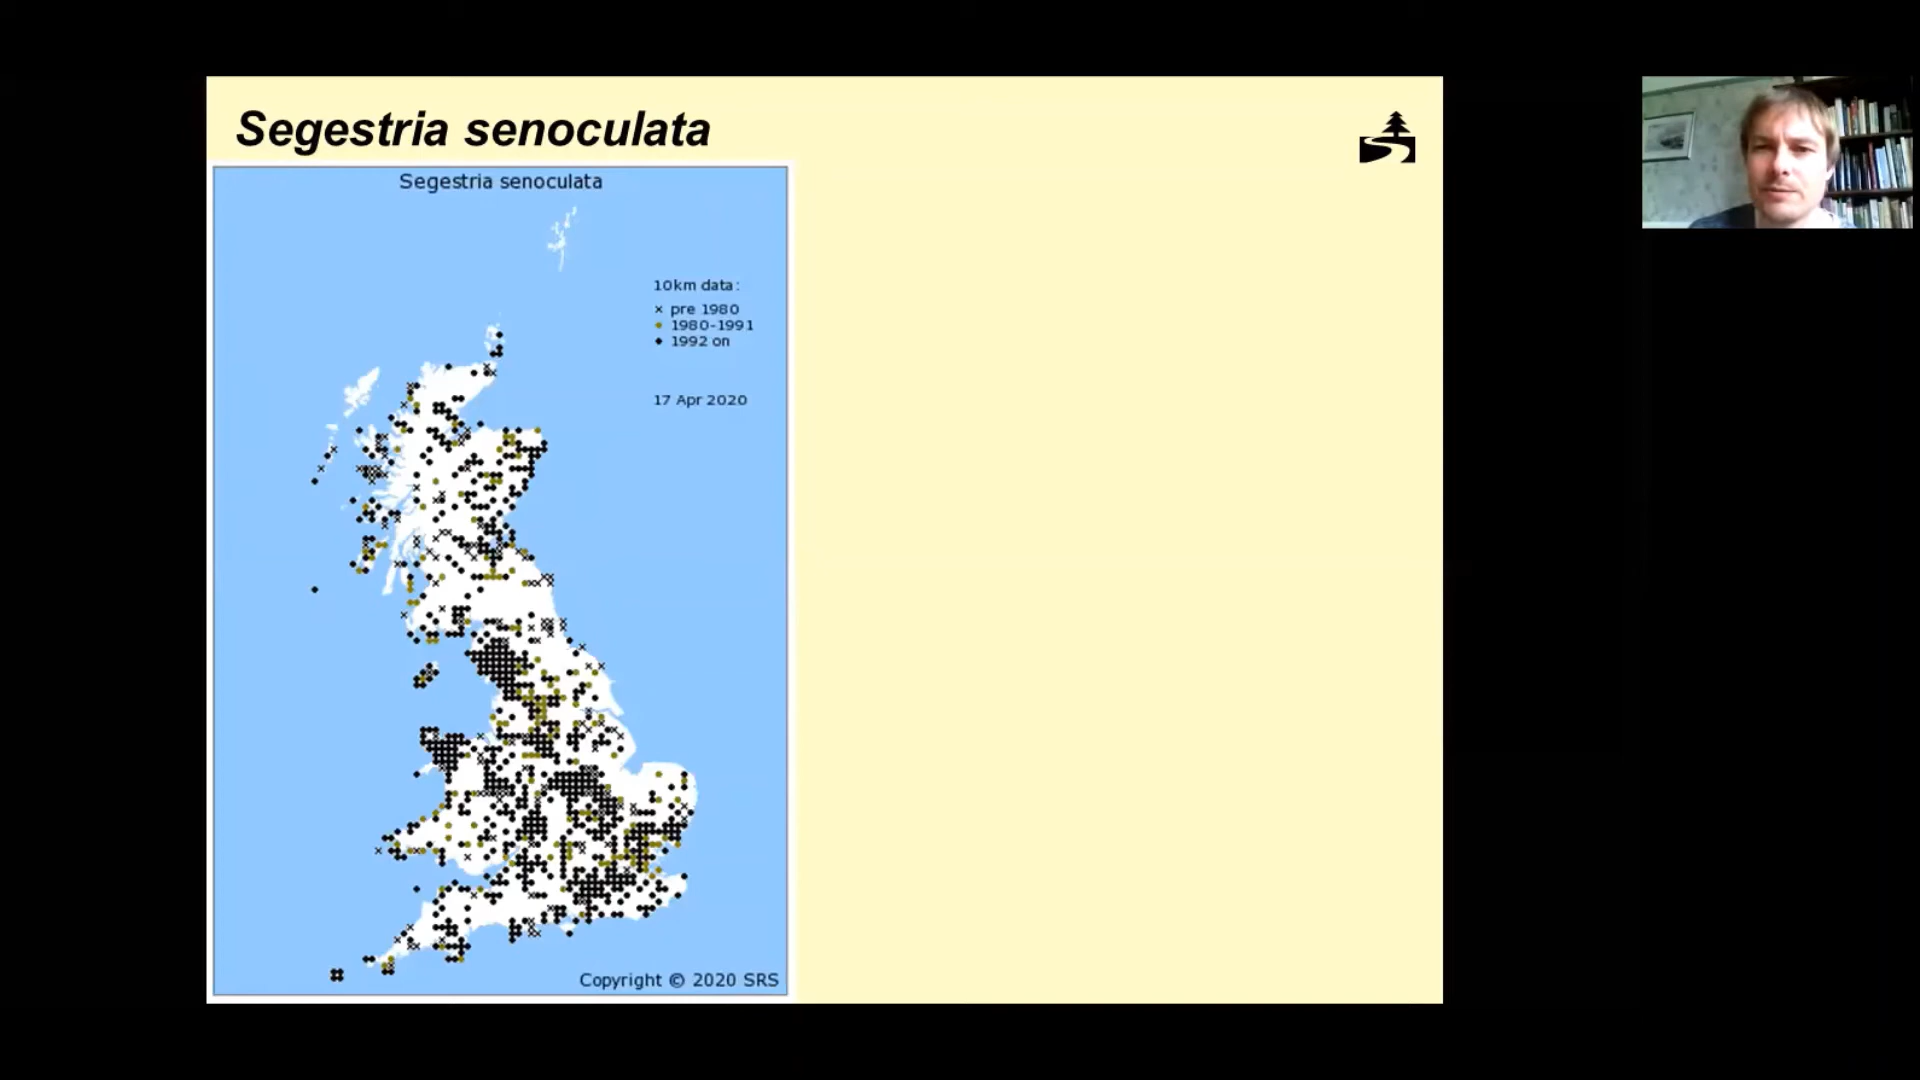 Segestria senoculata
Segestria senoculata
10km data:
pre 1980
1980-1991
1992 on
17 Apr 2020
Copyright © 2020 SRS